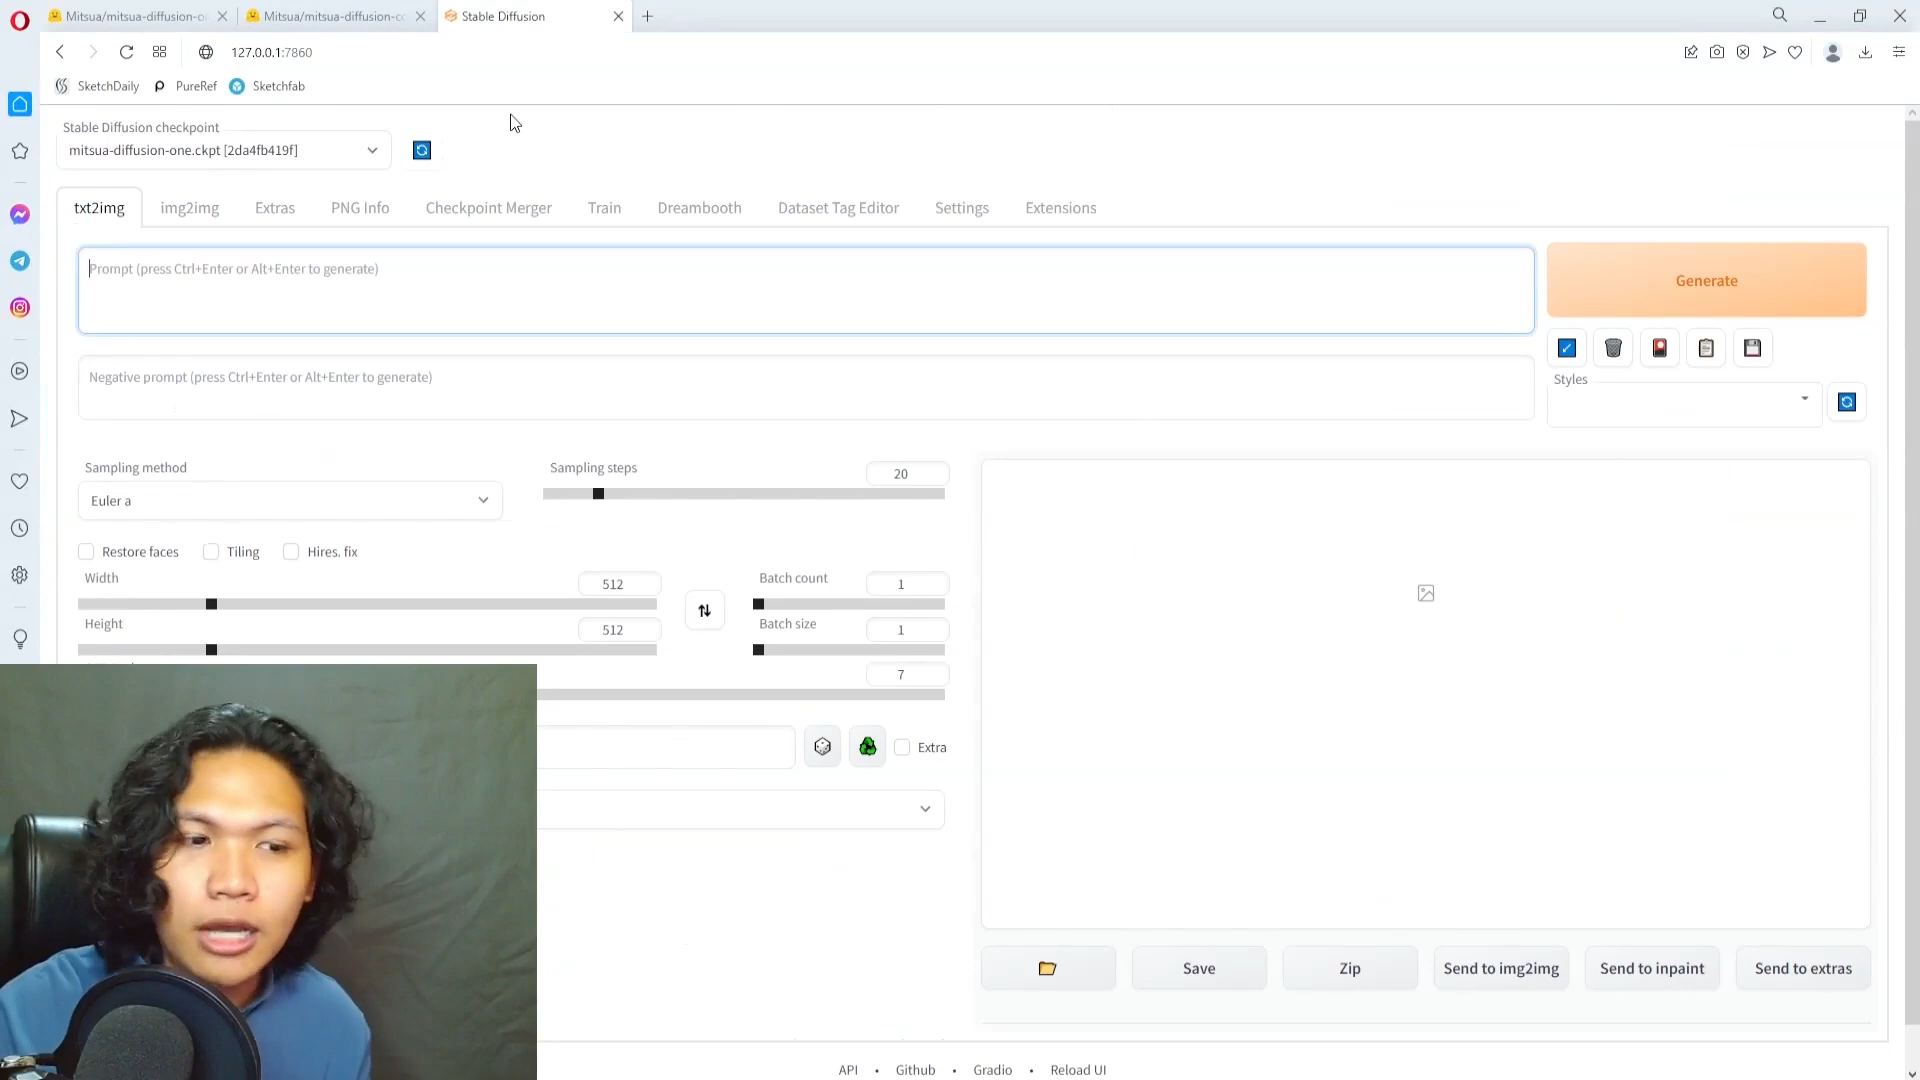 Mitsua/mitsua-diffusion-o
Mitsua/mitsua-diffusion-c
Stable Diffusion
127.0.0.1:7860
SketchDaily
PureRef
Sketchfab
Stable Diffusion checkpoint
mitsua-diffusion-one.ckpt [2da4fb419f]
txt2img
img2img
Extras
PNG Info
Checkpoint Merger
Train
Dreambooth
Dataset Tag Editor
Settings
Extensions
Prompt (press Ctrl+Enter or Alt+Enter to generate)
Generate
Negative prompt (press Ctrl+Enter or Alt+Enter to generate)
Styles
Sampling method
Euler a
Sampling steps
20
Restore faces
Tiling
Hires. fix
Width
512
Height
512
Batch count
1
Batch size
1
7
Extra
Save
Zip
Send to img2img
Send to inpaint
Send to extras
API • Github • Gradio • Reload UI